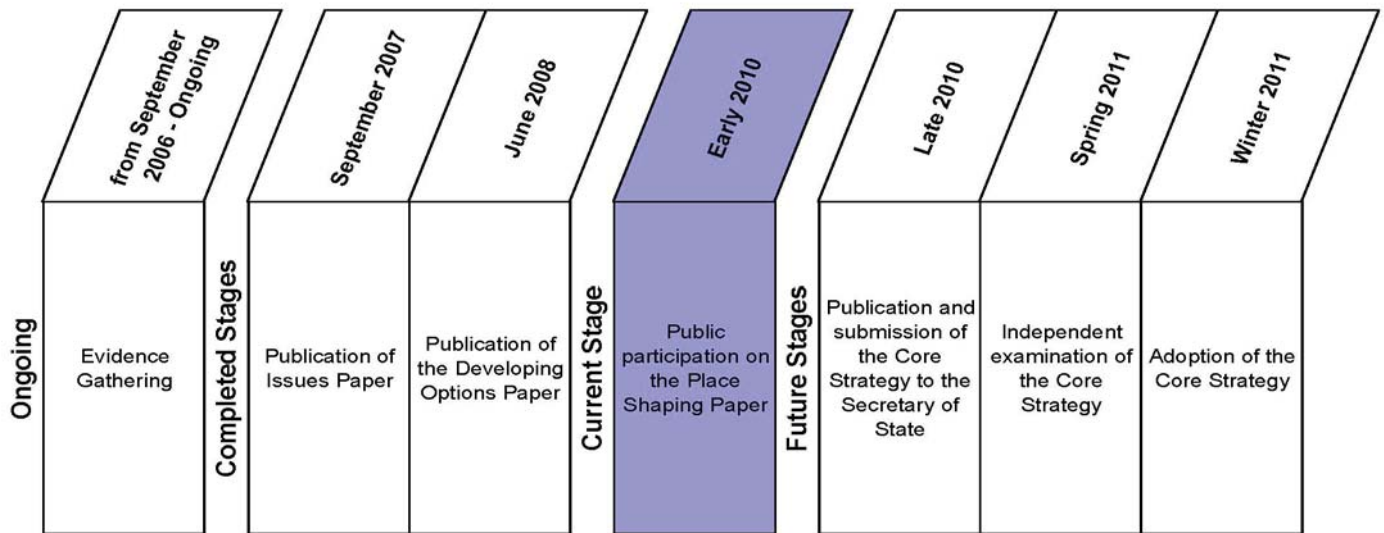 Ongoing
from September
2006 - Ongoing
Evidence
Gathering
Completed Stages
September 2007
Publication of
Issues Paper
June 2008
Publication of
the Developing
Options Paper
Current Stage
Early 2010
Public
participation on
the Place
Shaping Paper
Future Stages
Late 2010
Publication and
submission of
the Core
Strategy to the
Secretary of
State
Spring 2011
Independent
examination of
the Core
Strategy
Winter 2011
Adoption of the
Core Strategy